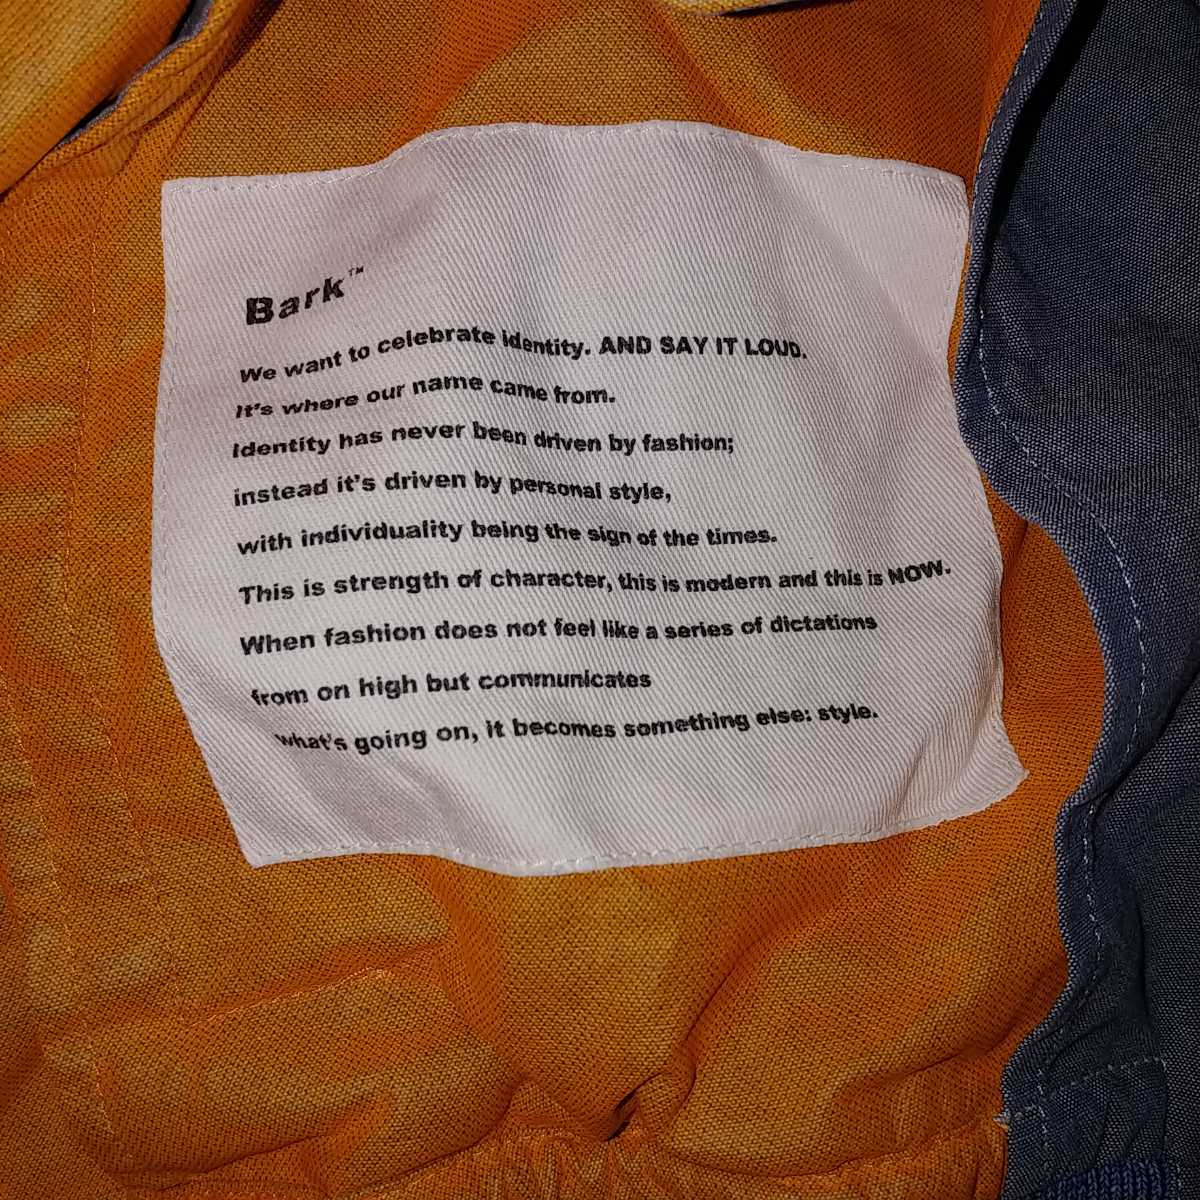 Bark™
We want to celebrate identity. AND SAY IT LOUD.
It's where our name came from.
Identity has never been driven by fashion;
instead it's driven by personal style,
with individuality being the sign of the times.
This is strength of character, this is modern and this is NOW.
When fashion does not feel like a series of dictations
from on high but communicates
what's going on, it becomes something else: style.